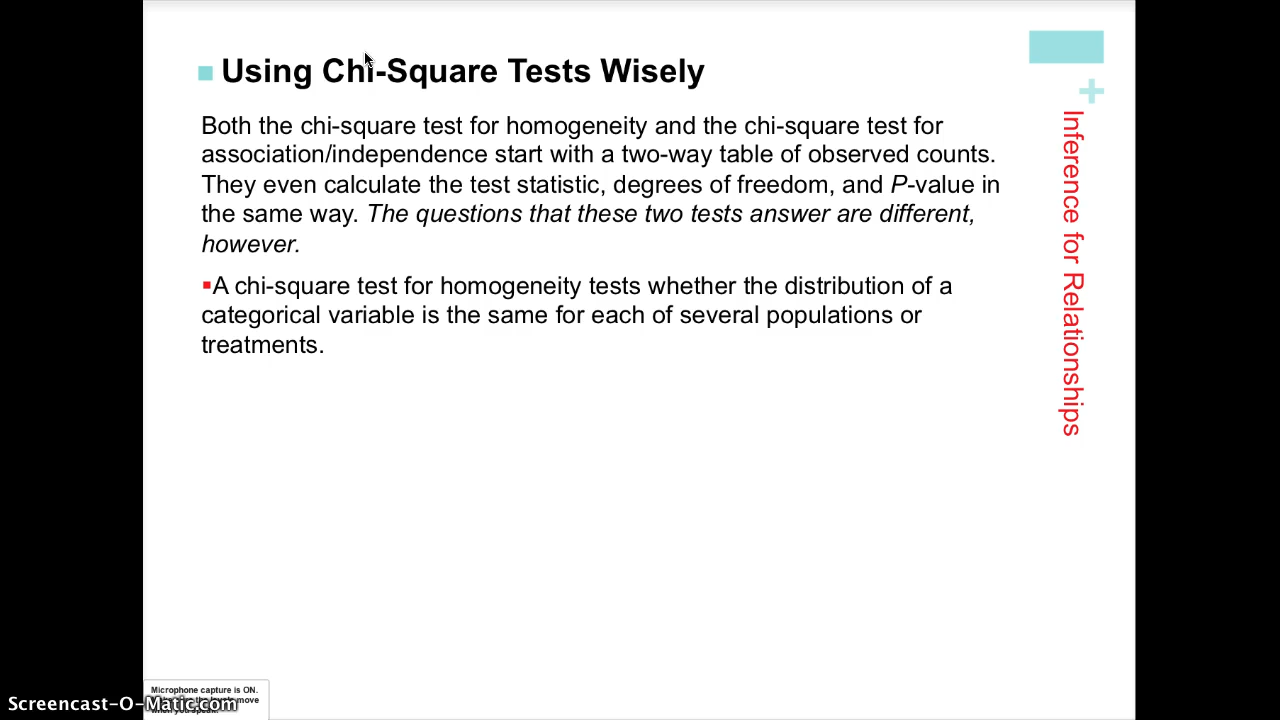 Using Chi-Square Tests Wisely
Both the chi-square test for homogeneity and the chi-square test for
association/independence start with a two-way table of observed counts.
They even calculate the test statistic, degrees of freedom, and P-value in
the same way. The questions that these two tests answer are different,
however.
A chi-square test for homogeneity tests whether the distribution of a
categorical variable is the same for each of several populations or
treatments.
+
Inference for Relationships
Microphone capture is ON.
move
Screencast-O-Matic.com